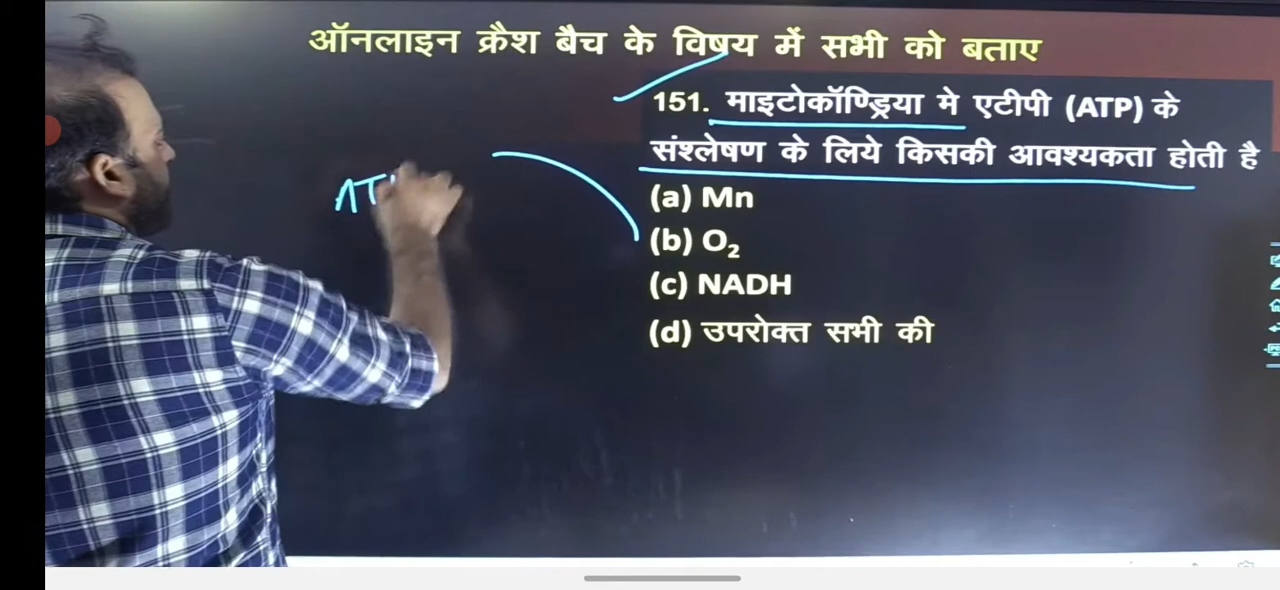 ऑनलाइन क्रैश बैच के विषय में सभी को बताए
151. माइटोकॉण्ड्रिया मे एटीपी (ATP) के
संश्लेषण के लिये किसकी आवश्यकता होती है
(a) Mn
(b) O₂
(c) NADH
(d) उपरोक्त सभी की